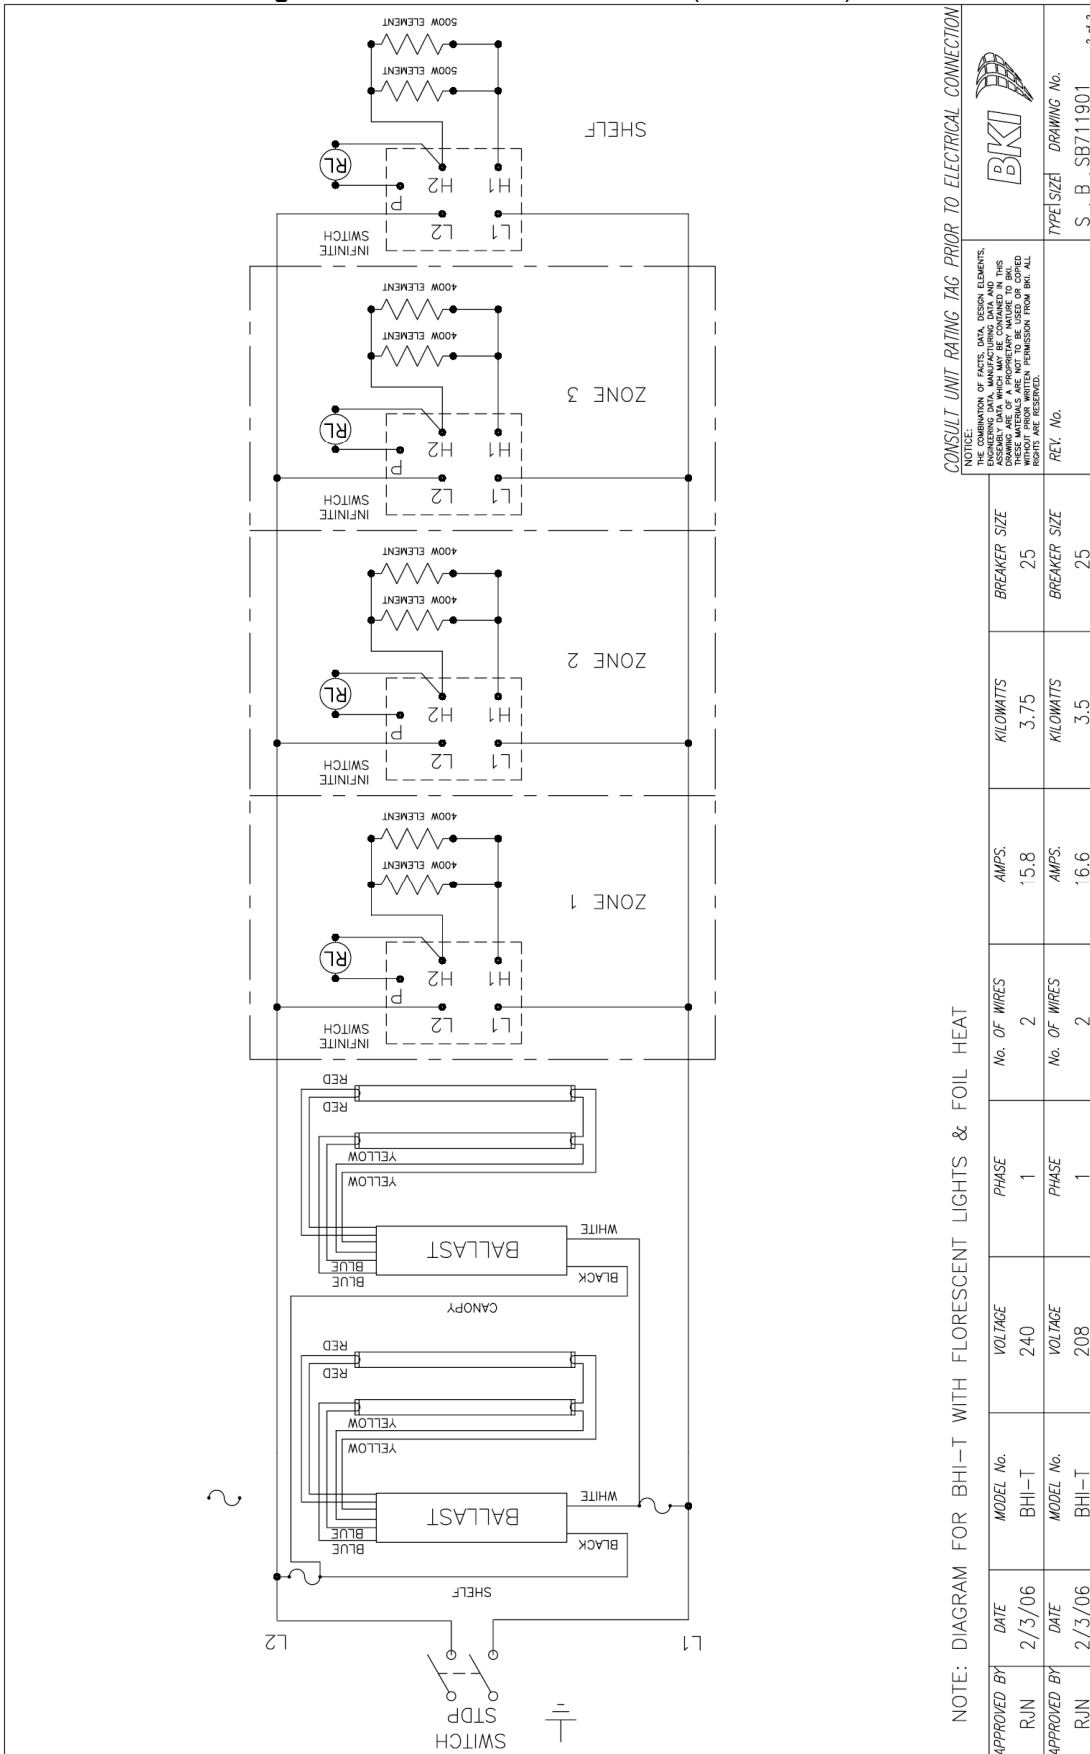 SWITCH
STDP
L2
L1
SHELF
BLACK
WHITE
BALLAST
BLUE
BLUE
YELLOW
YELLOW
RED
RED
CANOPY
BLACK
WHITE
BALLAST
BLUE
BLUE
YELLOW
YELLOW
RED
RED
INFINITE
SWITCH
L1
L2
H1
H2
P
RL
ZONE 1
400W ELEMENT
400W ELEMENT
INFINITE
SWITCH
L1
L2
H1
H2
P
RL
ZONE 2
400W ELEMENT
400W ELEMENT
INFINITE
SWITCH
L1
L2
H1
H2
P
RL
ZONE 3
400W ELEMENT
400W ELEMENT
INFINITE
SWITCH
L1
L2
H1
H2
P
RL
SHELF
500W ELEMENT
500W ELEMENT
NOTE: DIAGRAM FOR BHI-T WITH FLORESCENT LIGHTS & FOIL HEAT
CONSULT UNIT RATING TAG PRIOR TO ELECTRICAL CONNECTION
APPROVED BY DATE MODEL No. VOLTAGE PHASE No. OF WIRES AMPS. KILOWATTS BREAKER SIZE
RJN 2/3/06 BHI-T 240 1 2 15.8 3.75 25
APPROVED BY DATE MODEL No. VOLTAGE PHASE No. OF WIRES AMPS. KILOWATTS BREAKER SIZE
RJN 2/3/06 BHI-T 208 1 2 16.6 3.5 25
NOTICE:
THE COMBINATION OF FACTS, DATA, DESIGN ELEMENTS,
ENGINEERING DATA, MANUFACTURING DATA AND
ASSEMBLY DATA WHICH MAY BE CONTAINED IN THIS
DRAWING ARE OF A PROPRIETARY NATURE TO BKI.
THESE MATERIALS ARE NOT TO BE USED OR COPIED
WITHOUT PRIOR WRITTEN PERMISSION FROM BKI. ALL
RIGHTS ARE RESERVED.
BKI
REV. No. TYPE SIZE DRAWING No.
S B SB711901